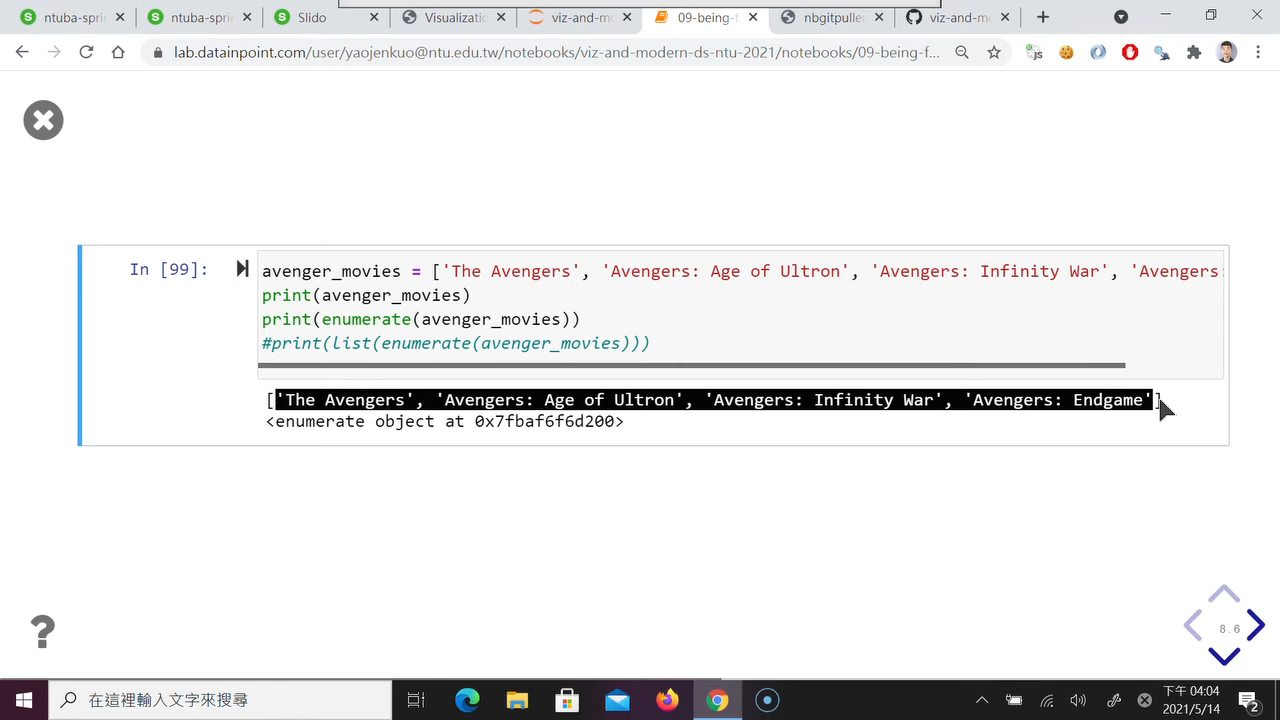 ntuba-spri
ntuba-spri
Slido
Visualizatio
viz-and-m
09-being-f
nbgitpuller
viz-and-mo
lab.datainpoint.com/user/yaojenkuo@ntu.edu.tw/notebooks/viz-and-modern-ds-ntu-2021/notebooks/09-being-f...
In [99]:
avenger_movies = ['The Avengers', 'Avengers: Age of Ultron', 'Avengers: Infinity War', 'Avengers:
print(avenger_movies)
print(enumerate(avenger_movies))
#print(list(enumerate(avenger_movies)))
['The Avengers', 'Avengers: Age of Ultron', 'Avengers: Infinity War', 'Avengers: Endgame']
<enumerate object at 0x7fbaf6f6d200>
?
8.6
在這裡輸入文字來搜尋
下午 04:04
2021/5/14
2